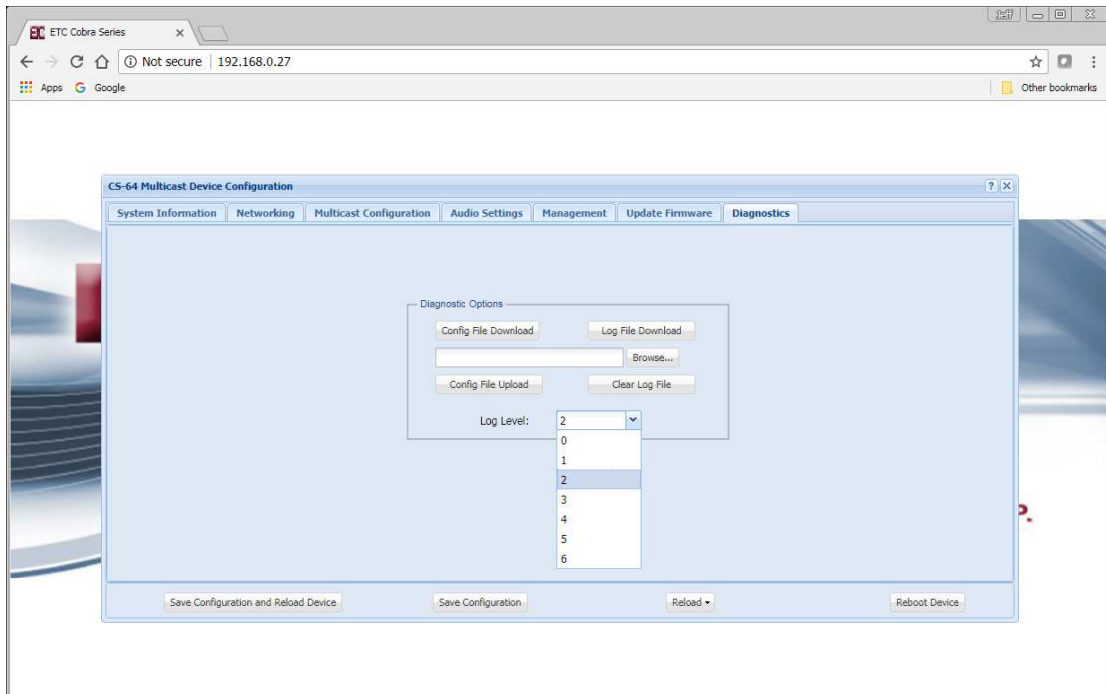 Jeff
EC ETC Cobra Series
Not secure | 192.168.0.27
Apps G Google Other bookmarks
CS-64 Multicast Device Configuration ? X
System Information Networking Multicast Configuration Audio Settings Management Update Firmware Diagnostics
Diagnostic Options
Config File Download Log File Download
Browse...
Config File Upload Clear Log File
Log Level: 2
0
1
2
3
4
5
6
P.
Save Configuration and Reload Device Save Configuration Reload Reboot Device